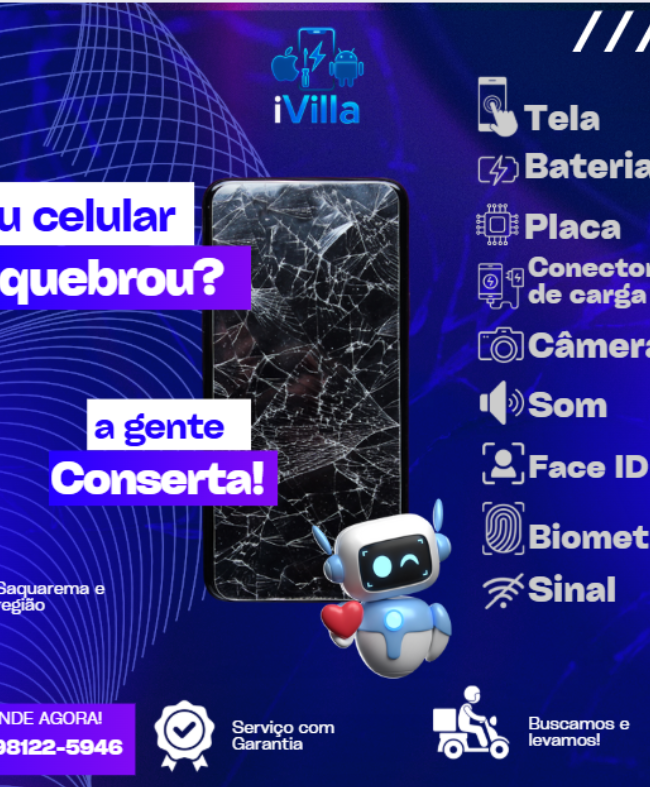 iVilla
u celular
quebrou?
a gente
Conserta!
Tela
Bateria
Placa
Conector
de carga
Câmera
Som
Face ID
Biomet
Sinal
Saquarema e
região
NDE AGORA!
98122-5946
Serviço com
Garantia
Buscamos e
levamos!